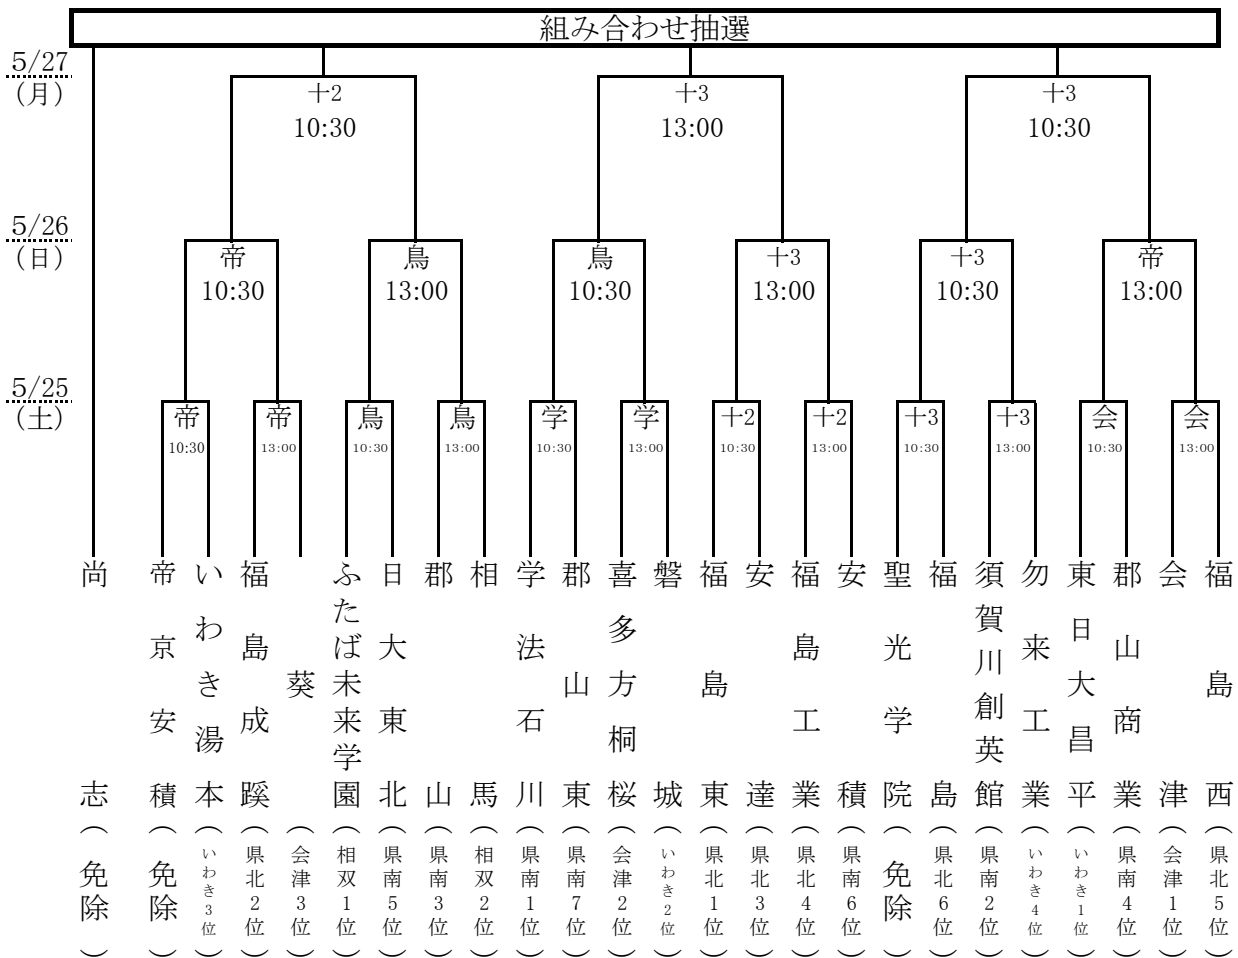 組み合わせ抽選
5/27
(月)
十2
10:30
十3
13:00
十3
10:30
5/26
(日)
帝
10:30
鳥
13:00
鳥
10:30
十3
13:00
十3
10:30
帝
13:00
5/25
(土)
帝
10:30
帝
13:00
鳥
10:30
鳥
13:00
学
10:30
学
13:00
十2
10:30
十2
13:00
十3
10:30
十3
13:00
会
10:30
会
13:00
尚志(免除)
帝京安積(免除)
いわき湯本(いわき3位)
福島成蹊(県北2位)
葵(会津3位)
ふたば未来学園(相双1位)
日大東北(県南5位)
郡山(県南3位)
相馬(相双2位)
学法石川(県南1位)
郡山東(県南7位)
喜多方桐桜(会津2位)
磐城(いわき2位)
福島東(県北1位)
安達(県北3位)
福島工業(県北4位)
安積(県南6位)
聖光学院(免除)
福島(県北6位)
須賀川創英館(県南2位)
勿来工業(いわき4位)
東日大昌平(いわき1位)
郡山商業(県南4位)
会津(会津1位)
福島西(県北5位)